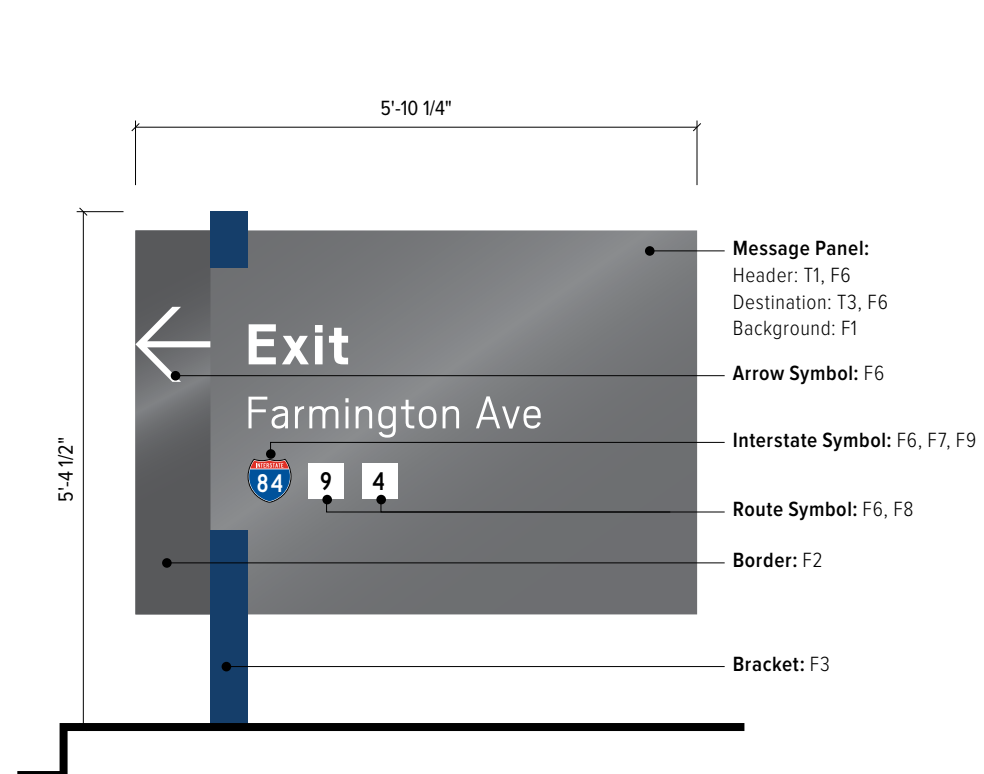 5'-10 1/4"
5'-4 1/2"
Exit
Farmington Ave
INTERSTATE
84
9
4
Message Panel:
Header: T1, F6
Destination: T3, F6
Background: F1
Arrow Symbol: F6
Interstate Symbol: F6, F7, F9
Route Symbol: F6, F8
Border: F2
Bracket: F3